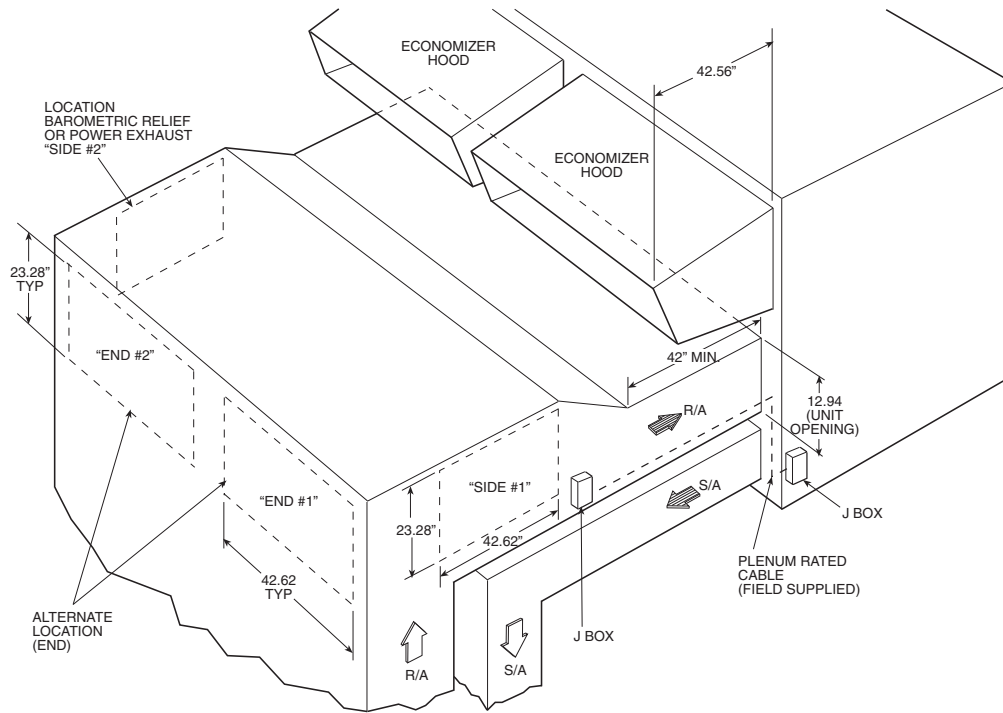 ECONOMIZER
HOOD
42.56"
LOCATION
BAROMETRIC RELIEF
OR POWER EXHAUST
"SIDE #2"
ECONOMIZER
HOOD
23.28"
TYP
"END #2"
42" MIN.
12.94
(UNIT
OPENING)
R/A
"END #1"
"SIDE #1"
S/A
23.28"
42.62"
J BOX
42.62
TYP
PLENUM RATED
CABLE
(FIELD SUPPLIED)
ALTERNATE
LOCATION
(END)
J BOX
R/A
S/A